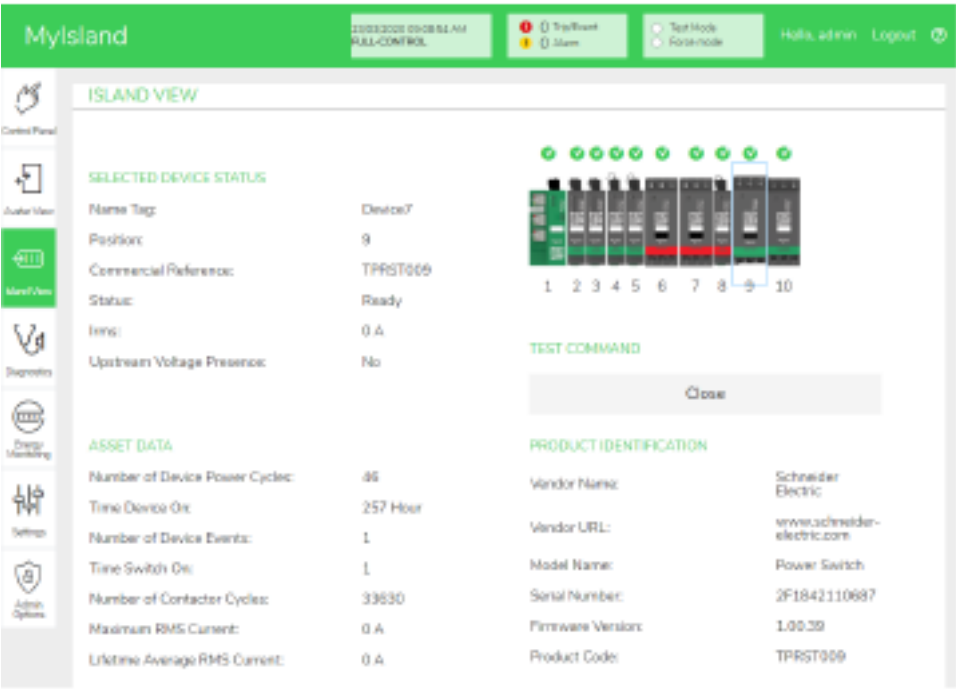 MyIsland
FULL-CONTROL
0 Trip/Event
0 Alarm
Test Mode
Force mode
Hello, admin
Logout
ISLAND VIEW
Control Panel
Avatar View
Island View
Diagnostics
Energy
Monitoring
Settings
Admin
Options
SELECTED DEVICE STATUS
Name Tag: Device7
Position: 9
Commercial Reference: TPRST009
Status: Ready
Irms: 0 A
Upstream Voltage Presence: No
1 2 3 4 5 6 7 8 9 10
TEST COMMAND
Close
ASSET DATA
Number of Device Power Cycles: 46
Time Device On: 257 Hour
Number of Device Events: 1
Time Switch On: 1
Number of Contactor Cycles: 33630
Maximum RMS Current: 0 A
Lifetime Average RMS Current: 0 A
PRODUCT IDENTIFICATION
Vendor Name: Schneider
Electric
Vendor URL: www.schneider-
electric.com
Model Name: Power Switch
Serial Number: 2F1842110687
Firmware Version: 1.00.39
Product Code: TPRST009